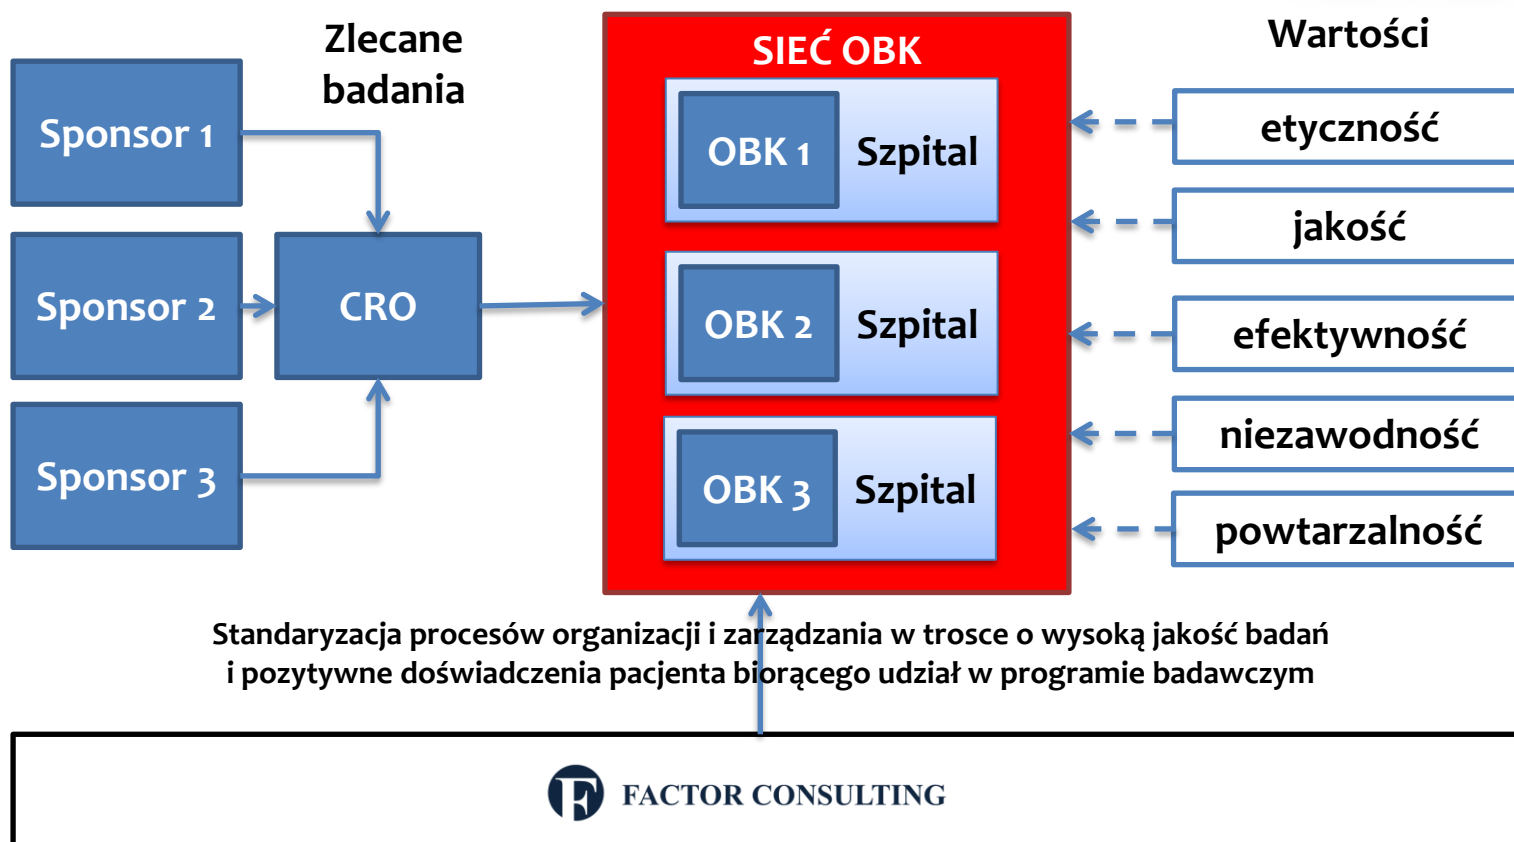 Zlecane
badania
Sponsor 1
Sponsor 2
Sponsor 3
CRO
SIEĆ OBK
OBK 1 Szpital
OBK 2 Szpital
OBK 3 Szpital
Wartości
etyczność
jakość
efektywność
niezawodność
powtarzalność
Standaryzacja procesów organizacji i zarządzania w trosce o wysoką jakość badań
i pozytywne doświadczenia pacjenta biorącego udział w programie badawczym
F FACTOR CONSULTING